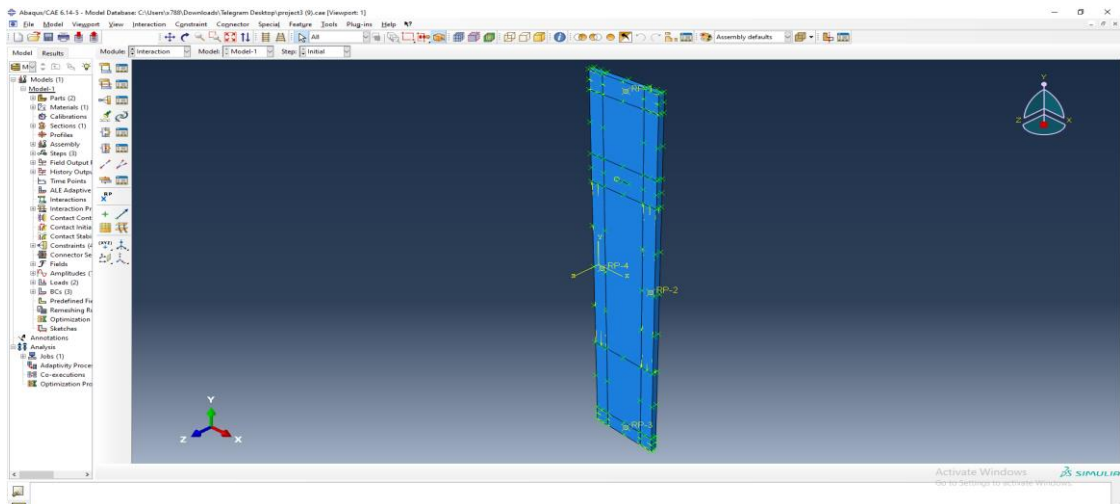 Abaqus/CAE 6.14-5 - Model Database: C:\Users\x788\Downloads\Telegram Desktop\project3 (9).cae [Viewport: 1]
File Model Viewport View Interaction Constraint Connector Special Feature Tools Plug-ins Help
All Assembly defaults
Model Results Module: Interaction Model: Model-1 Step: Initial
Models (1)
Model-1
Parts (2)
Materials (1)
Calibrations
Sections (1)
Profiles
Assembly
Steps (3)
Field Output
History Outpu
Time Points
ALE Adaptive
Interactions
Interaction Pr
Contact Cont
Contact Initia
Contact Stabi
Constraints (4
Connector Se
Fields
Amplitudes (
Loads (2)
BCs (3)
Predefined Fi
Remeshing R
Optimization
Sketches
Annotations
Analysis
Jobs (1)
Adaptivity Proce
Co-executions
Optimization Pro
RP
(XYZ)
Y
Z
X
RP-4
RP-2
RP-3
Y
Z X
Activate Windows
Go to Settings to activate Windows.
SIMULIA